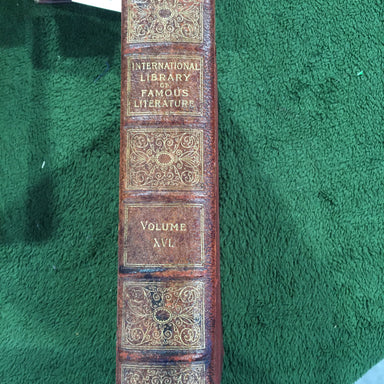 INTERNATIONAL
LIBRARY
OF
FAMOUS
LITERATURE
VOLUME
XVI.